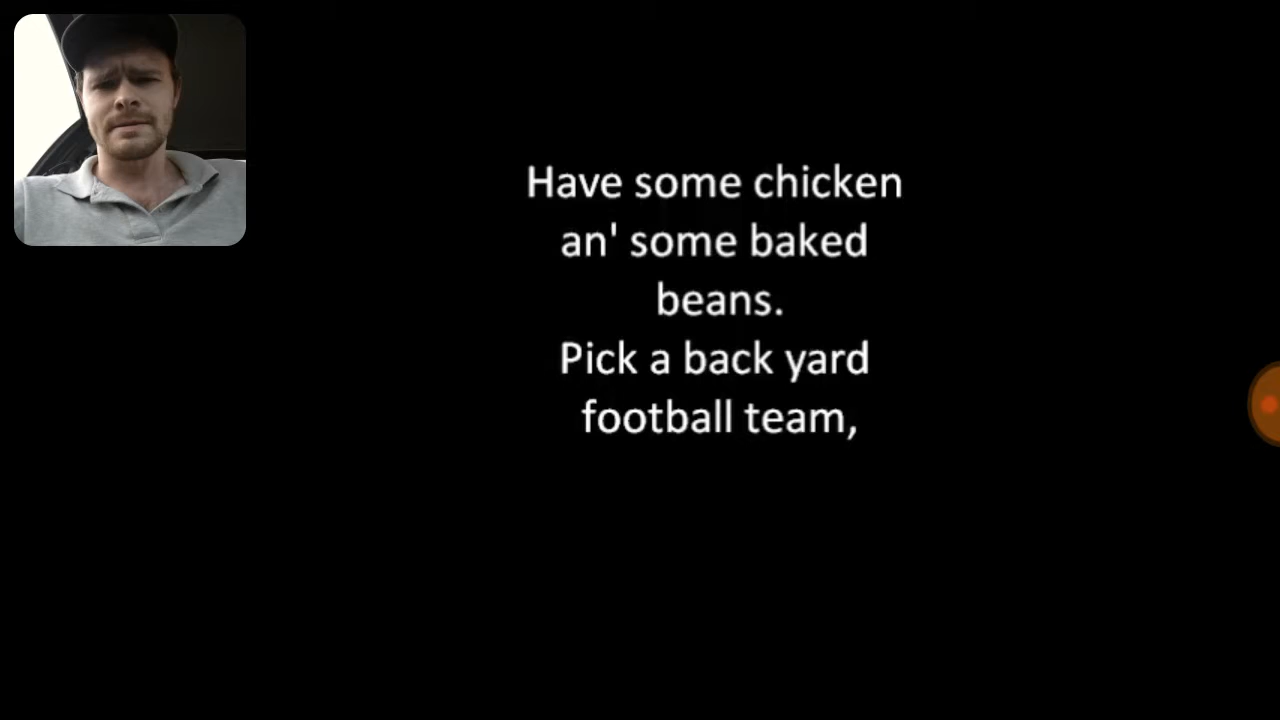 Have some chicken
an' some baked
beans.
Pick a back yard
football team,